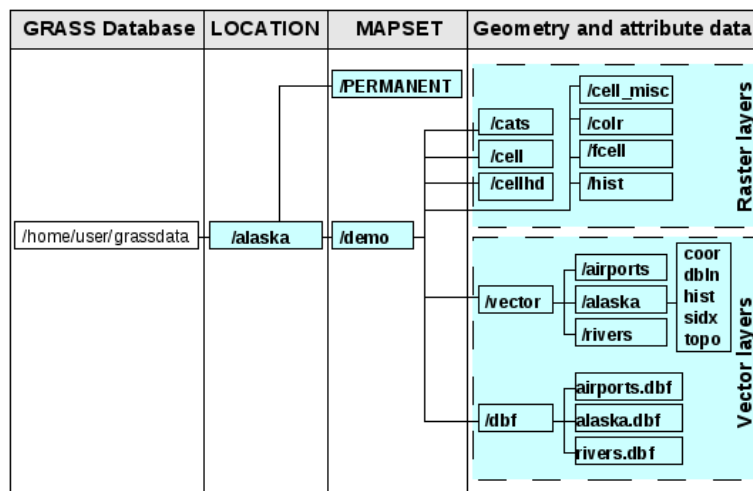 GRASS Database
LOCATION
MAPSET
Geometry and attribute data
/home/user/grassdata
/alaska
/PERMANENT
/demo
/cats
/cell
/cellhd
/cell_misc
/colr
/fcell
/hist
Raster layers
/vector
/airports
/alaska
/rivers
coor
dbln
hist
sidx
topo
/dbf
airports.dbf
alaska.dbf
rivers.dbf
Vector layers